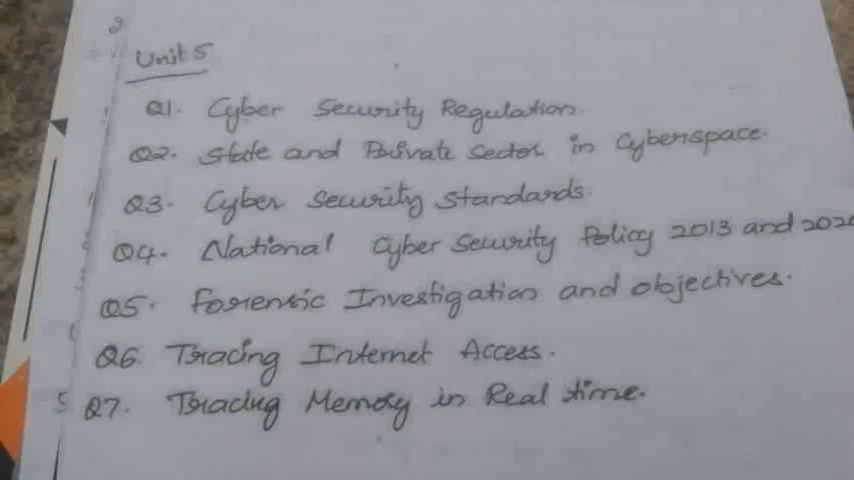 Unit 5
Q1. Cyber Security Regulation.
Q2. State and Private Sector in Cyberspace.
Q3. Cyber Security Standards.
Q4. National Cyber Security Policy 2013 and
Q5. Forensic Investigation and objectives.
Q6. Tracing Internet Access.
Q7. Memory in Real time.